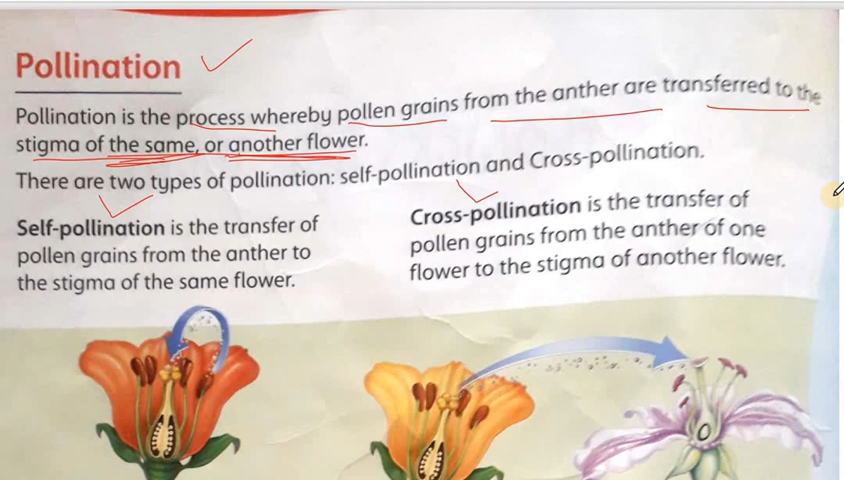 Pollination
Pollination is the process whereby pollen grains from the anther are transferred to the
stigma of the same, or another flower.
There are two types of pollination: self-pollination and Cross-pollination.
Self-pollination is the transfer of
pollen grains from the anther to
the stigma of the same flower.
Cross-pollination is the transfer of
pollen grains from the anther of one
flower to the stigma of another flower.